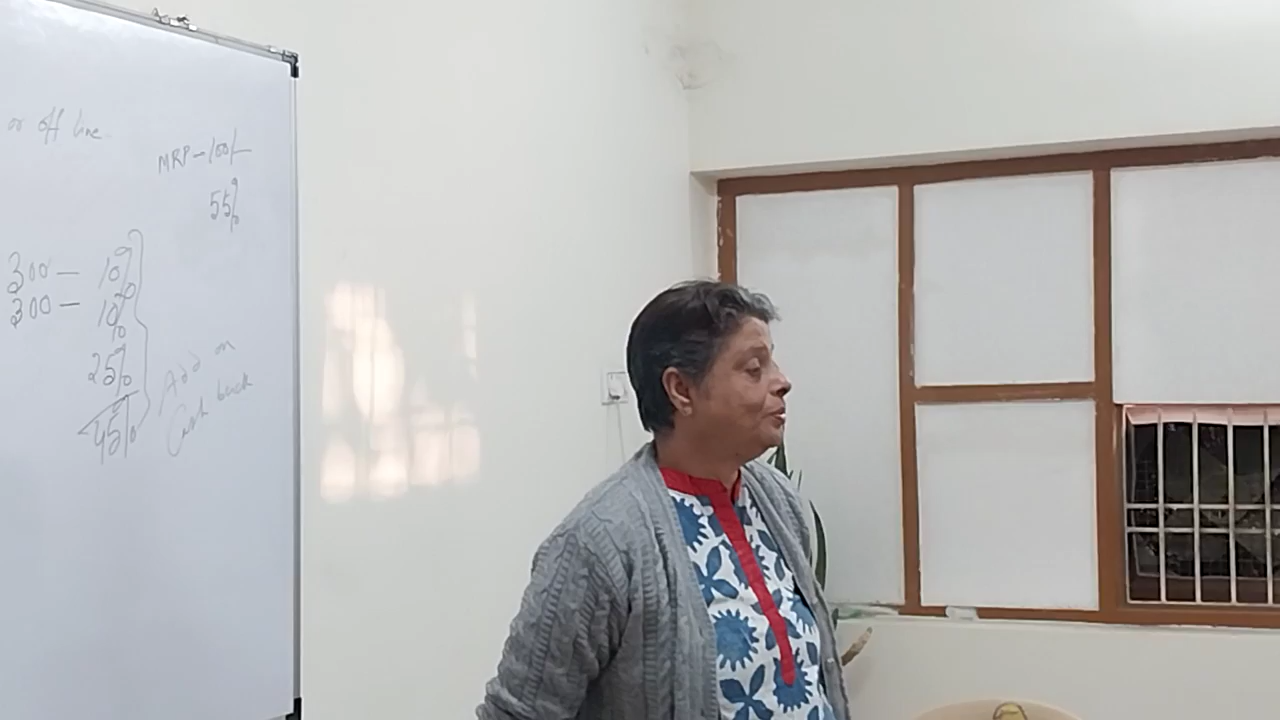 or off line
MRP - 100/-
55%
300 — 10%
300 — 10%
25%
45%
Add on
Cash back